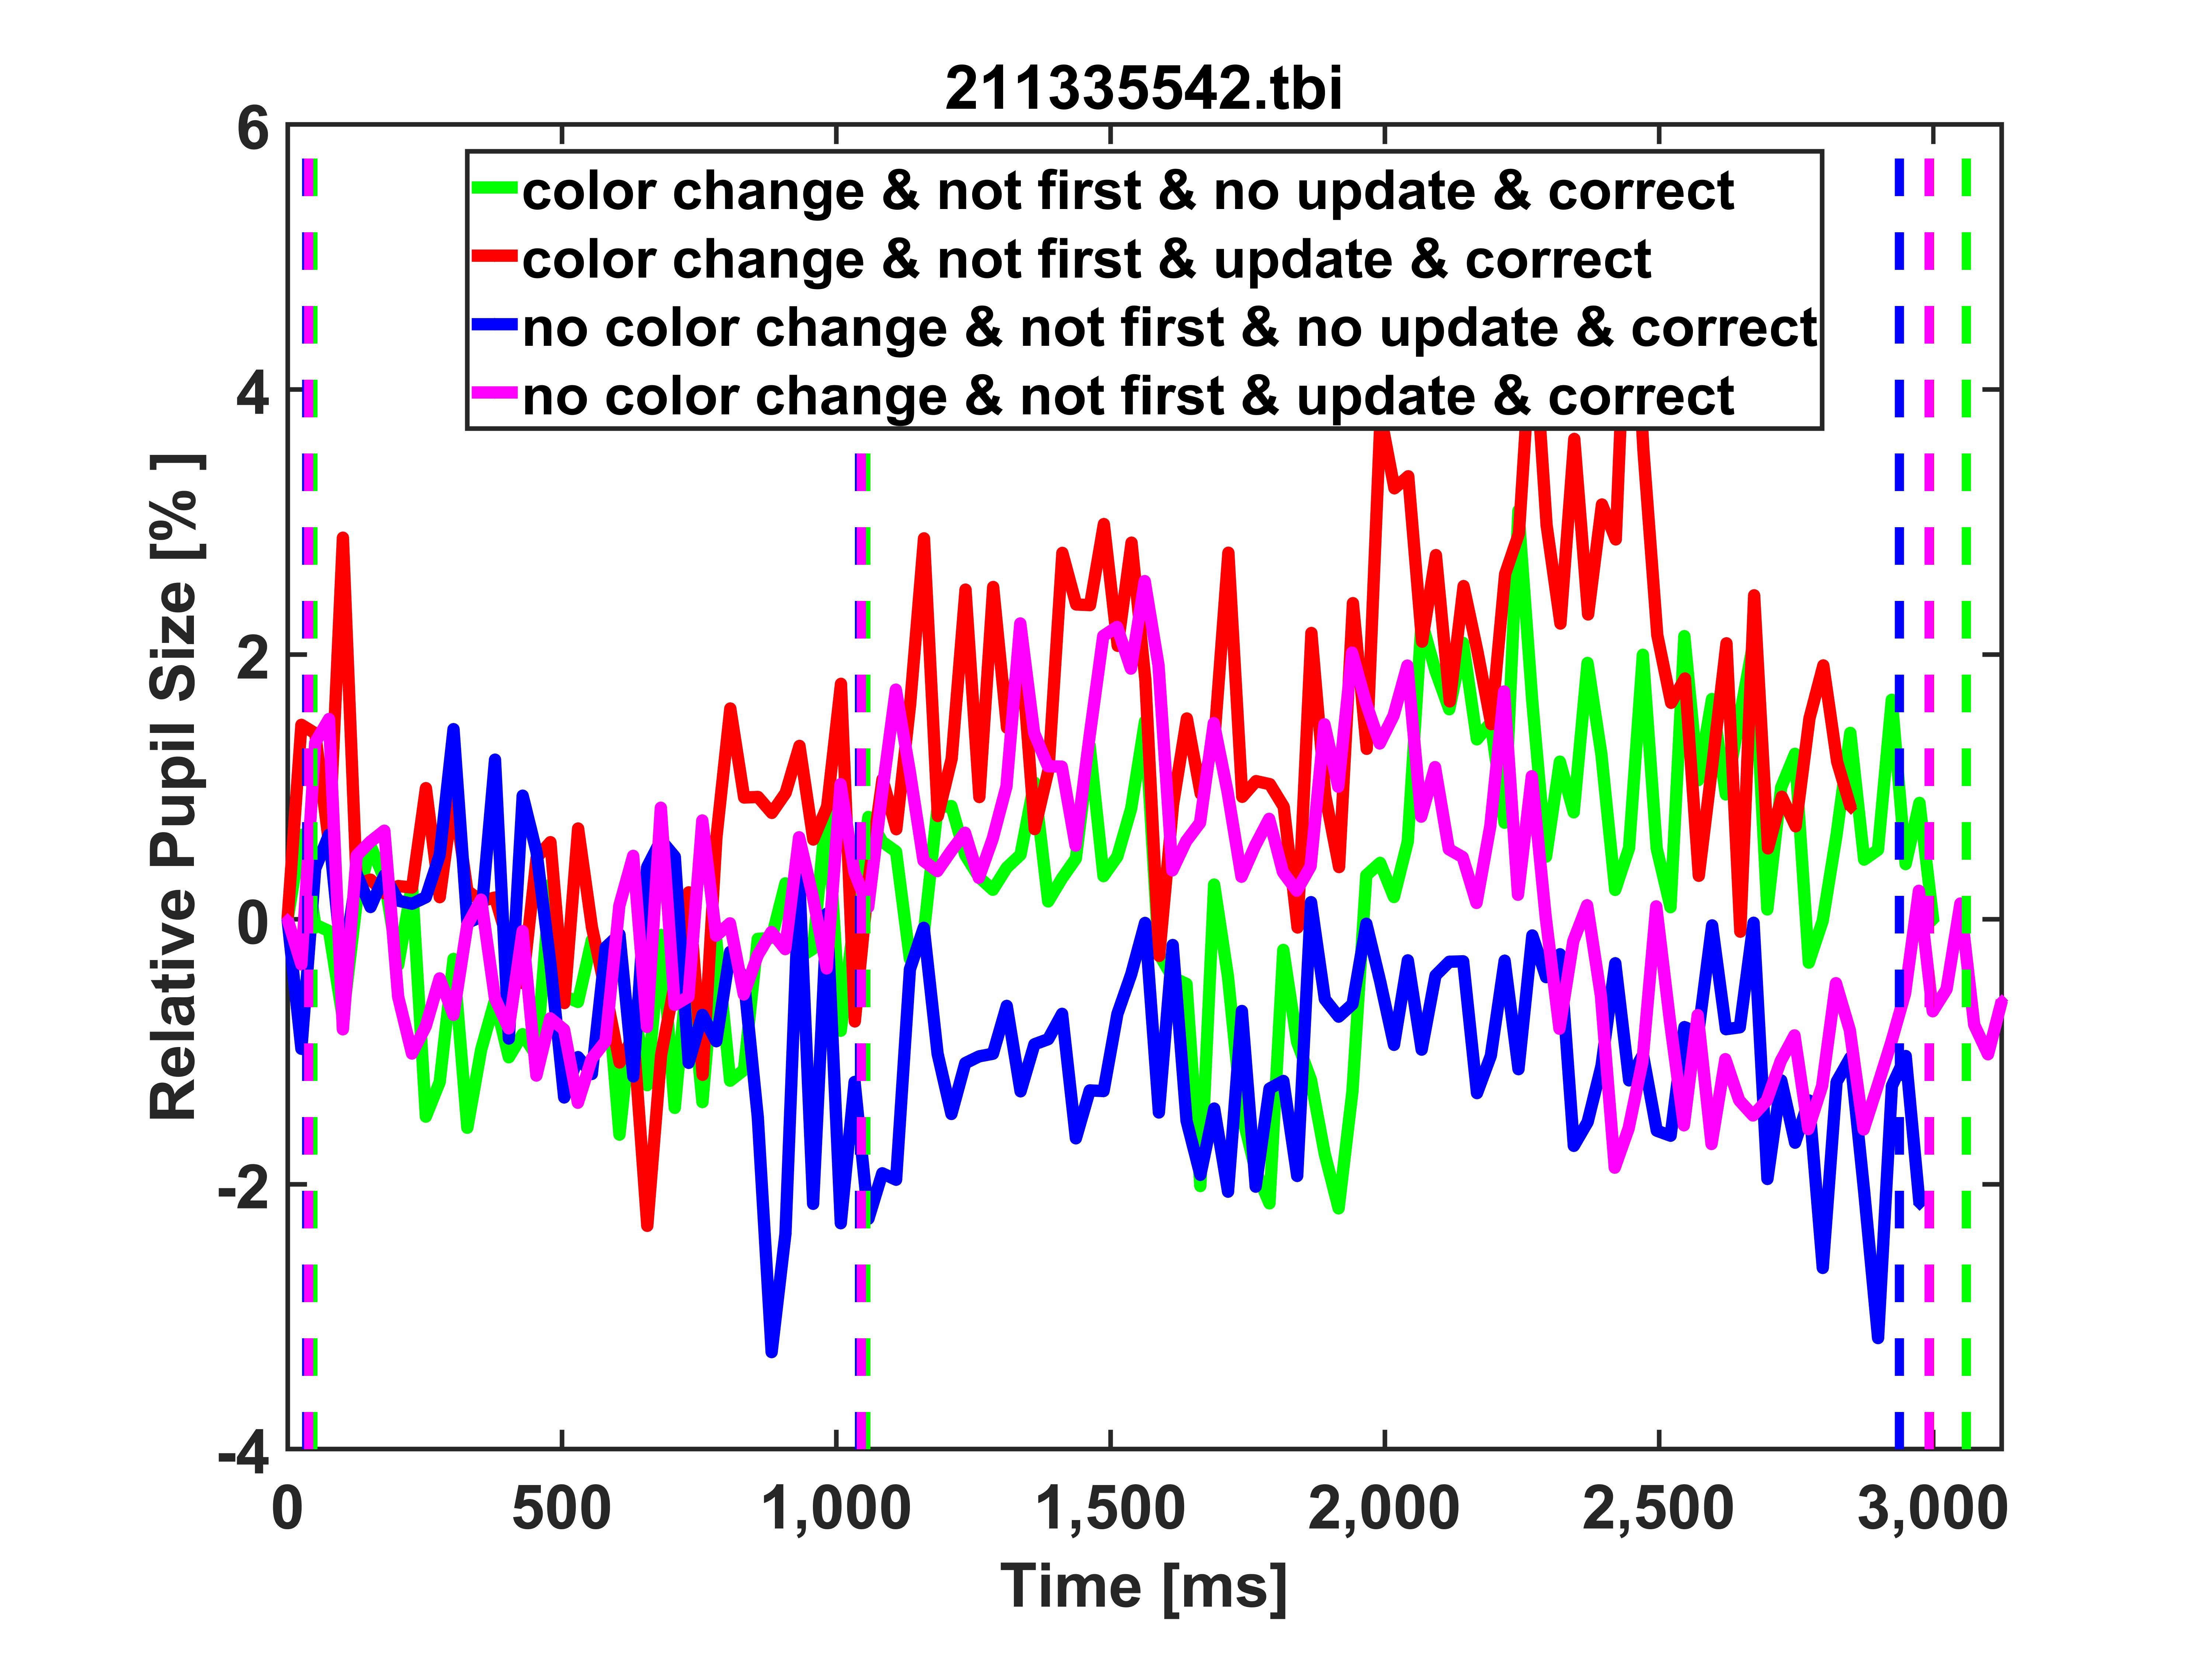 211335542.tbi
6
4
2
0
-2
-4
Relative Pupil Size [% ]
color change & not first & no update & correct
color change & not first & update & correct
no color change & not first & no update & correct
no color change & not first & update & correct
0 500 1,000 1,500 2,000 2,500 3,000
Time [ms]